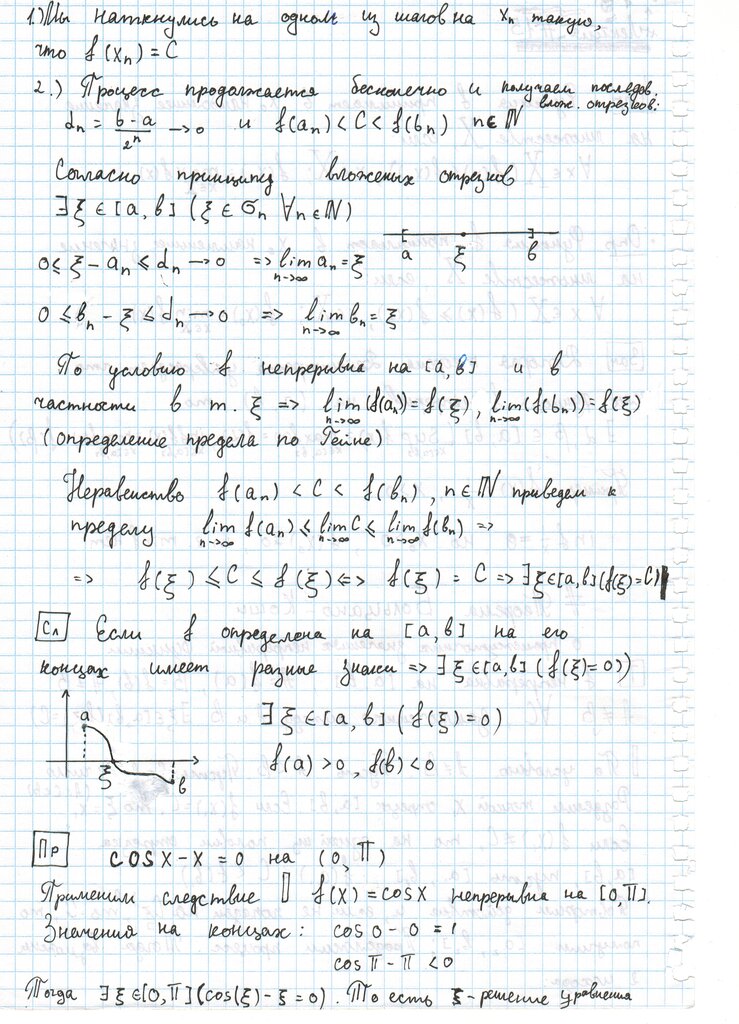 1.) Мы наткнулись на одном из шагов на xₙ такую,
что f(xₙ) = C
2.) Процесс продолжается бесконечно и получаем последов.
влож. отрезков:
dₙ = (b-a)/2ⁿ → 0 и f(aₙ) < C < f(bₙ) n∈ℕ
Согласно принципу вложеных отрезков
∃ ξ ∈ [a, b] (ξ ∈ σₙ ∀n∈ℕ)
a ξ b
0 ≤ ξ - aₙ ≤ dₙ → 0 => lim n→∞ aₙ = ξ
0 ≤ bₙ - ξ ≤ dₙ → 0 => lim n→∞ bₙ = ξ
По условию f непрерывна на [a, b] и в
частности в т. ξ => lim n→∞ (f(aₙ)) = f(ξ), lim n→∞ (f(bₙ)) = f(ξ)
(определение предела по Гейне)
Неравенство f(aₙ) < C < f(bₙ), n∈ℕ приведем к
пределу lim n→∞ f(aₙ) ≤ lim n→∞ C ≤ lim n→∞ f(bₙ) =>
=> f(ξ) ≤ C ≤ f(ξ) <=> f(ξ) = C => ∃ ξ∈[a,b] (f(ξ) = C)
Сл Если f определена на [a, b] на его
концах имеет разные знаки => ∃ ξ ∈ [a, b] (f(ξ) = 0))
∃ ξ ∈ [a, b] (f(ξ) = 0)
f(a) > 0, f(b) < 0
a
ξ
b
Пр cos x - x = 0 на (0, π)
Применим следствие ▯ f(x) = cos x непрерывна на [0, π].
Значения на концах: cos 0 - 0 = 1
cos π - π < 0
Тогда ∃ ξ ∈ [0, π] (cos(ξ) - ξ = 0). То есть ξ - решение уравнения